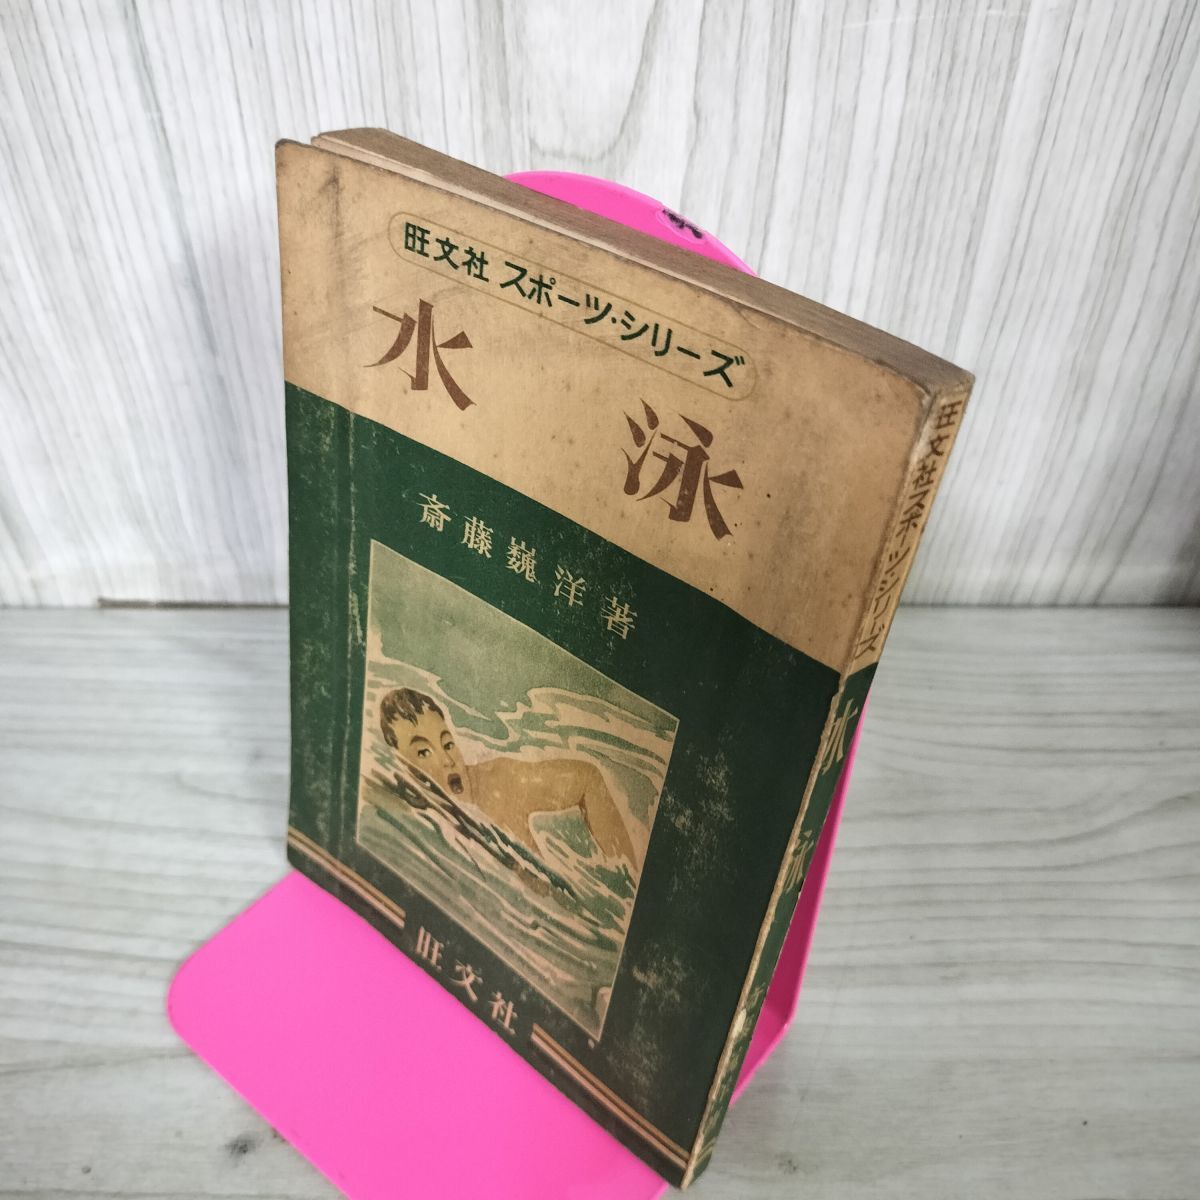 旺文社 スポーツ・シリーズ
水泳
斎藤巍洋著
旺文社
旺文社スポーツシリーズ
水泳